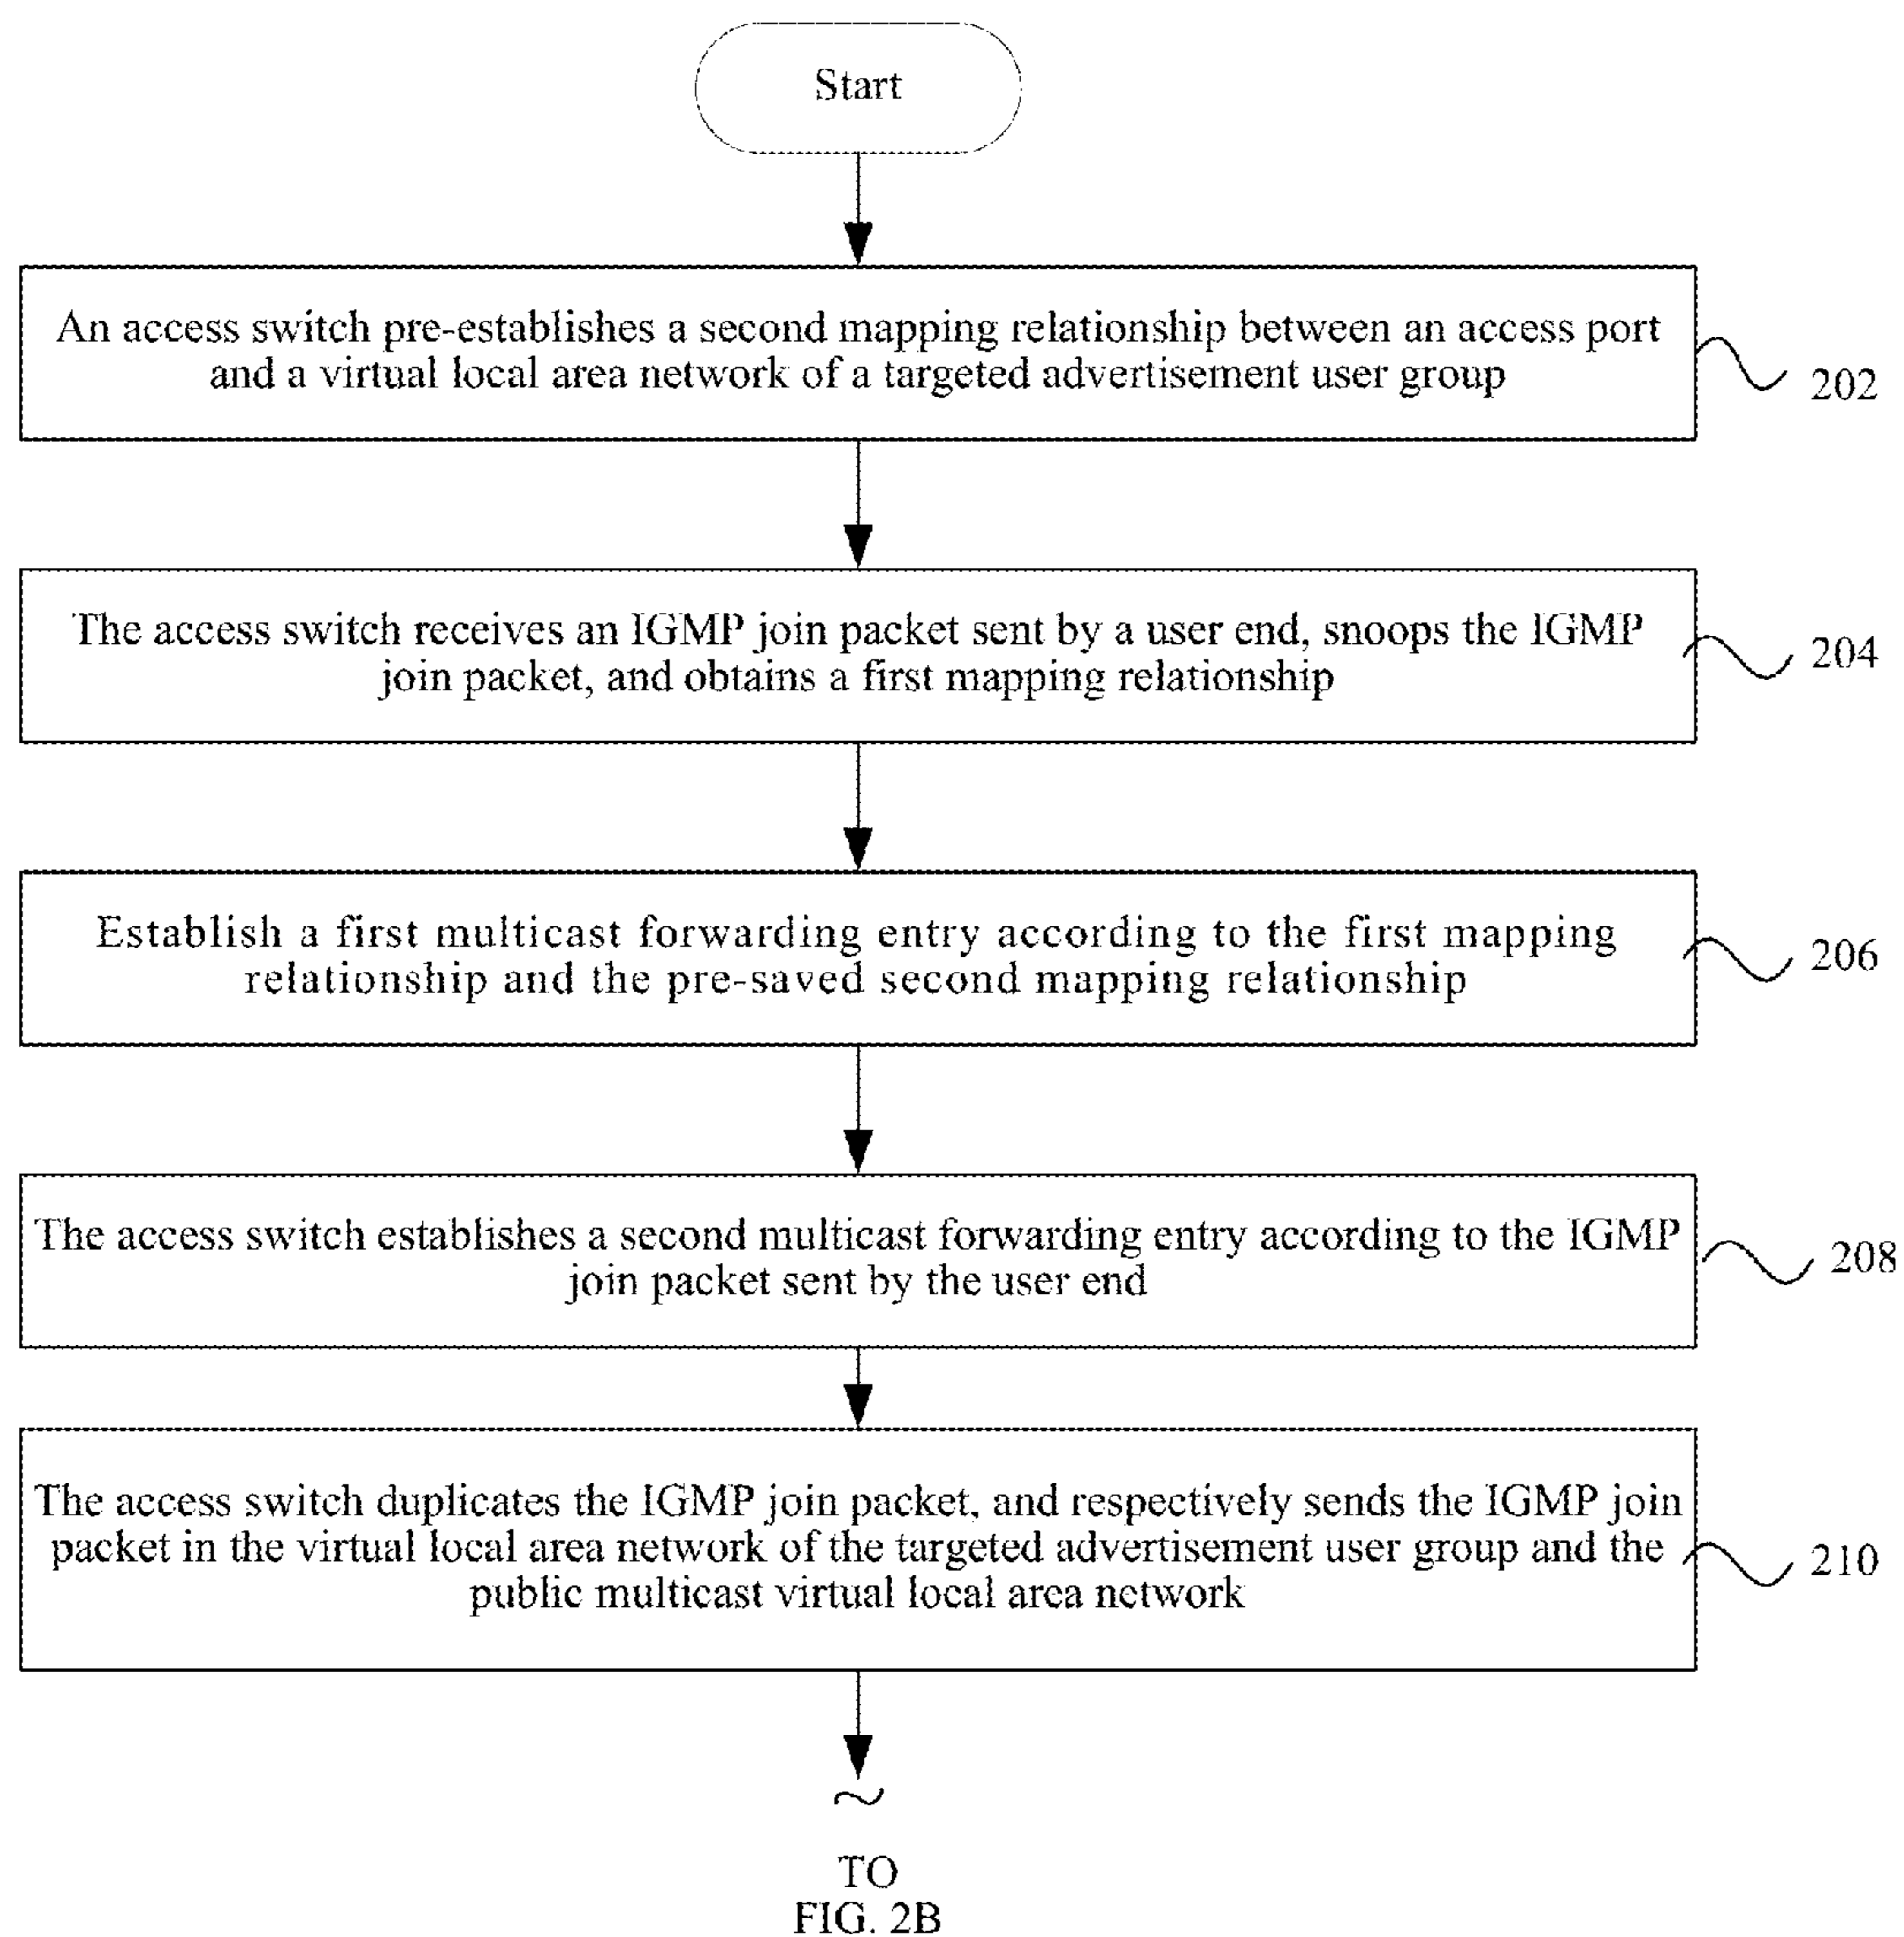 Start
An access switch pre-establishes a second mapping relationship between an access port
and a virtual local area network of a targeted advertisement user group
202
The access switch receives an IGMP join packet sent by a user end, snoops the IGMP
join packet, and obtains a first mapping relationship
204
Establish a first multicast forwarding entry according to the first mapping
relationship and the pre-saved second mapping relationship
206
The access switch establishes a second multicast forwarding entry according to the IGMP
join packet sent by the user end
208
The access switch duplicates the IGMP join packet, and respectively sends the IGMP join
packet in the virtual local area network of the targeted advertisement user group and the
public multicast virtual local area network
210
TO
FIG. 2B